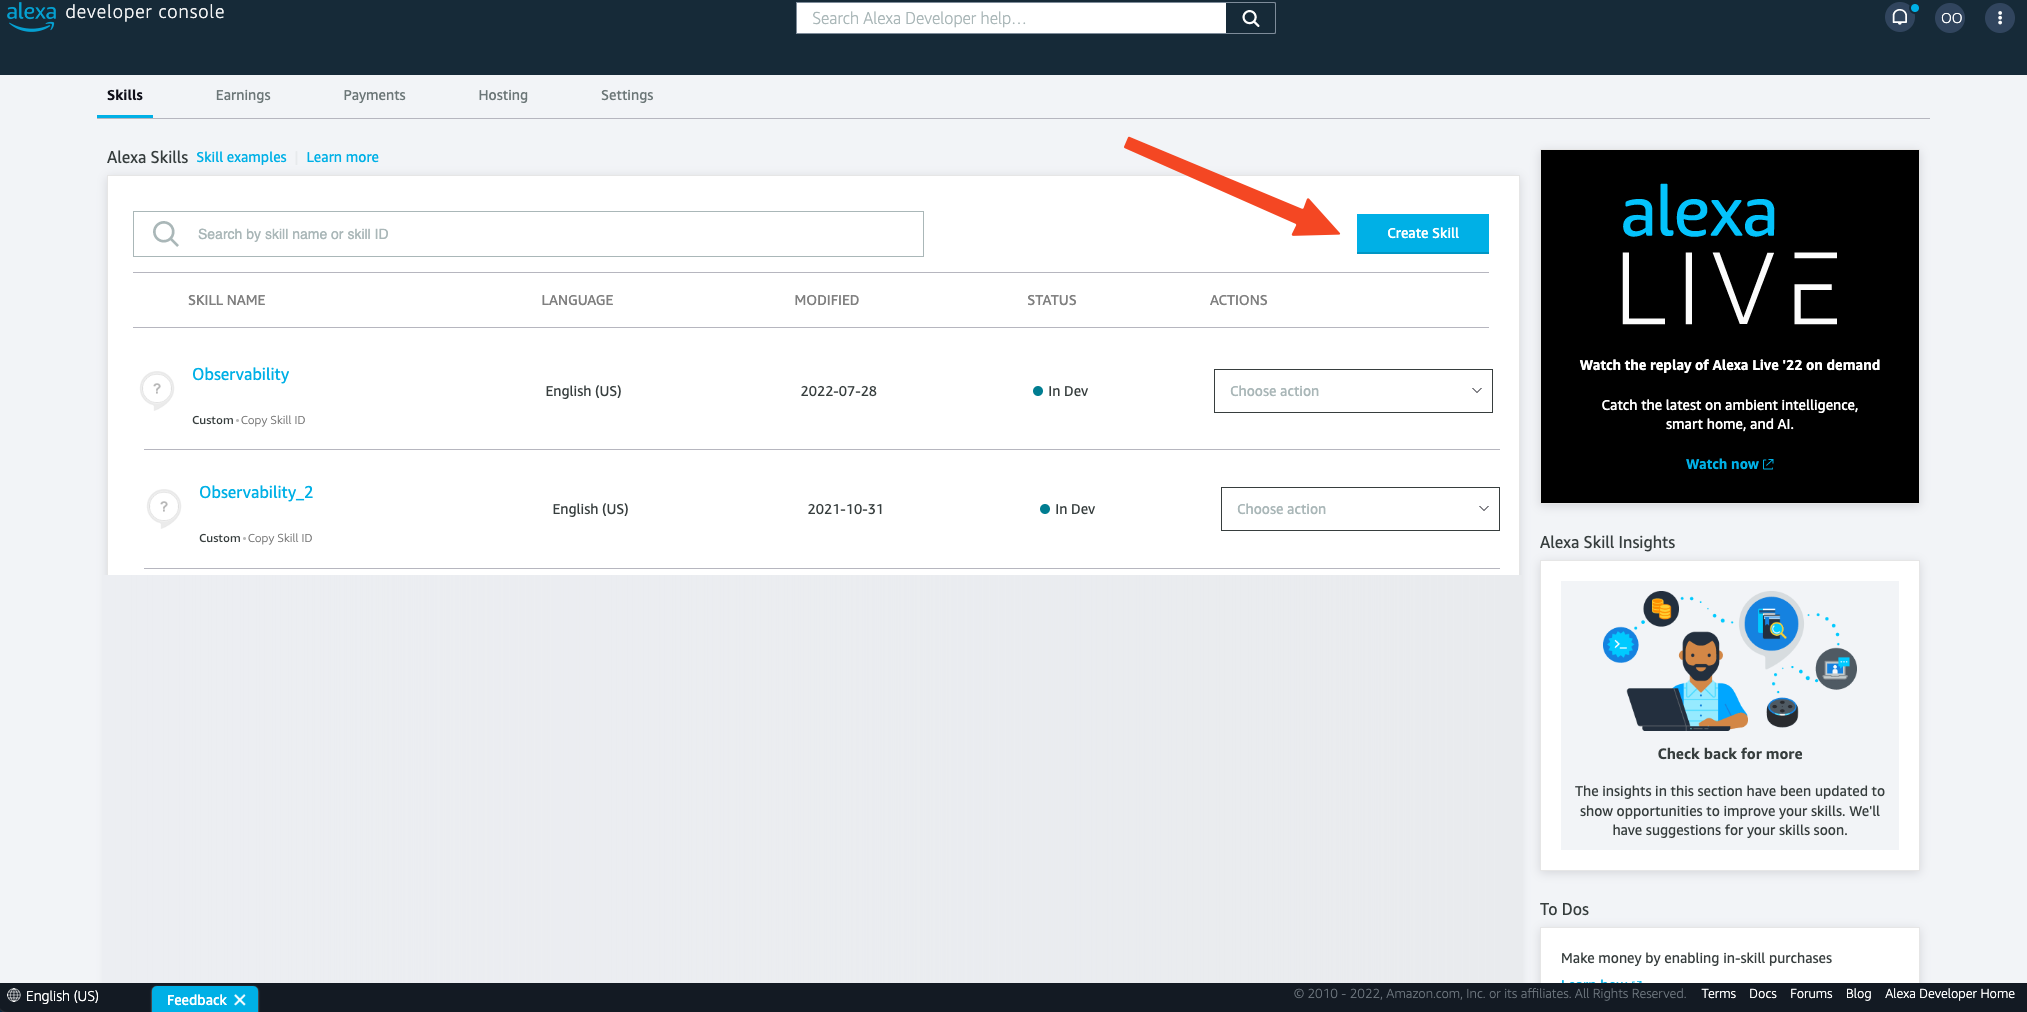 alexa developer console
Search Alexa Developer help...
OO
Skills
Earnings
Payments
Hosting
Settings
Alexa Skills Skill examples Learn more
Search by skill name or skill ID
Create Skill
SKILL NAME
LANGUAGE
MODIFIED
STATUS
ACTIONS
?
Observability
Custom • Copy Skill ID
English (US)
2022-07-28
In Dev
Choose action
?
Observability_2
Custom • Copy Skill ID
English (US)
2021-10-31
In Dev
Choose action
alexa
LIVE
Watch the replay of Alexa Live '22 on demand
Catch the latest on ambient intelligence,
smart home, and AI.
Watch now
Alexa Skill Insights
Check back for more
The insights in this section have been updated to
show opportunities to improve your skills. We'll
have suggestions for your skills soon.
To Dos
Make money by enabling in-skill purchases
English (US)
Feedback
© 2010 - 2022, Amazon.com, Inc. or its affiliates. All Rights Reserved.
Terms
Docs
Forums
Blog
Alexa Developer Home